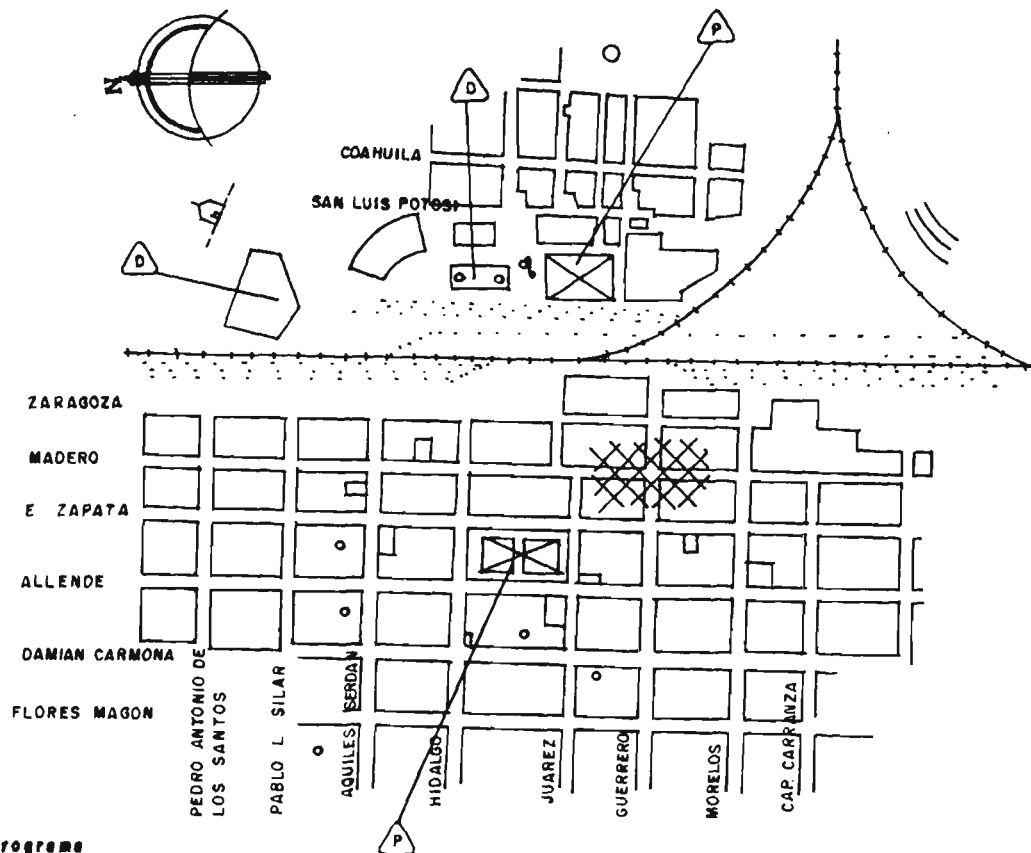 P
D
N
COAHUILA
SAN LUIS POTOSI
D
ZARAGOZA
MADERO
E ZAPATA
ALLENDE
DAMIAN CARMONA
FLORES MAGON
PEDRO ANTONIO DE
LOS SANTOS
PABLO L SILAR
AQUILES SERDAN
HIDALGO
JUAREZ
GUERRERO
MORELOS
CAP. CARRANZA
P
rograma